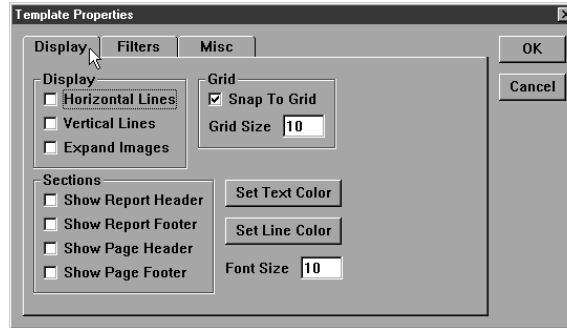 Template Properties
Display Filters Misc
OK
Cancel
Display
Horizontal Lines
Vertical Lines
Expand Images
Grid
Snap To Grid
Grid Size 10
Sections
Show Report Header
Show Report Footer
Show Page Header
Show Page Footer
Set Text Color
Set Line Color
Font Size 10